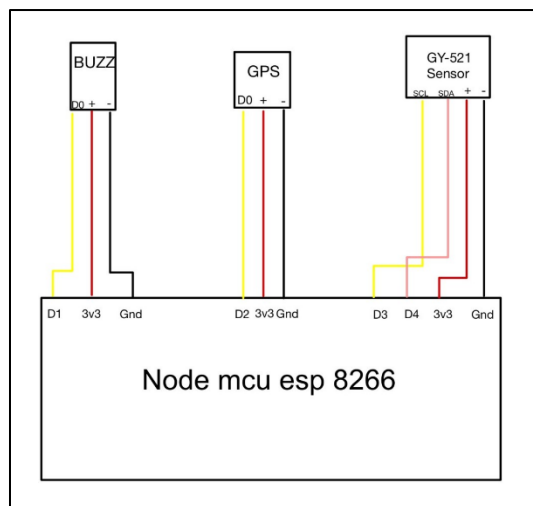 BUZZ
D0 + -
GPS
D0 + -
GY-521
Sensor
SCL SDA + -
D1 3v3 Gnd D2 3v3 Gnd D3 D4 3v3 Gnd
Node mcu esp 8266